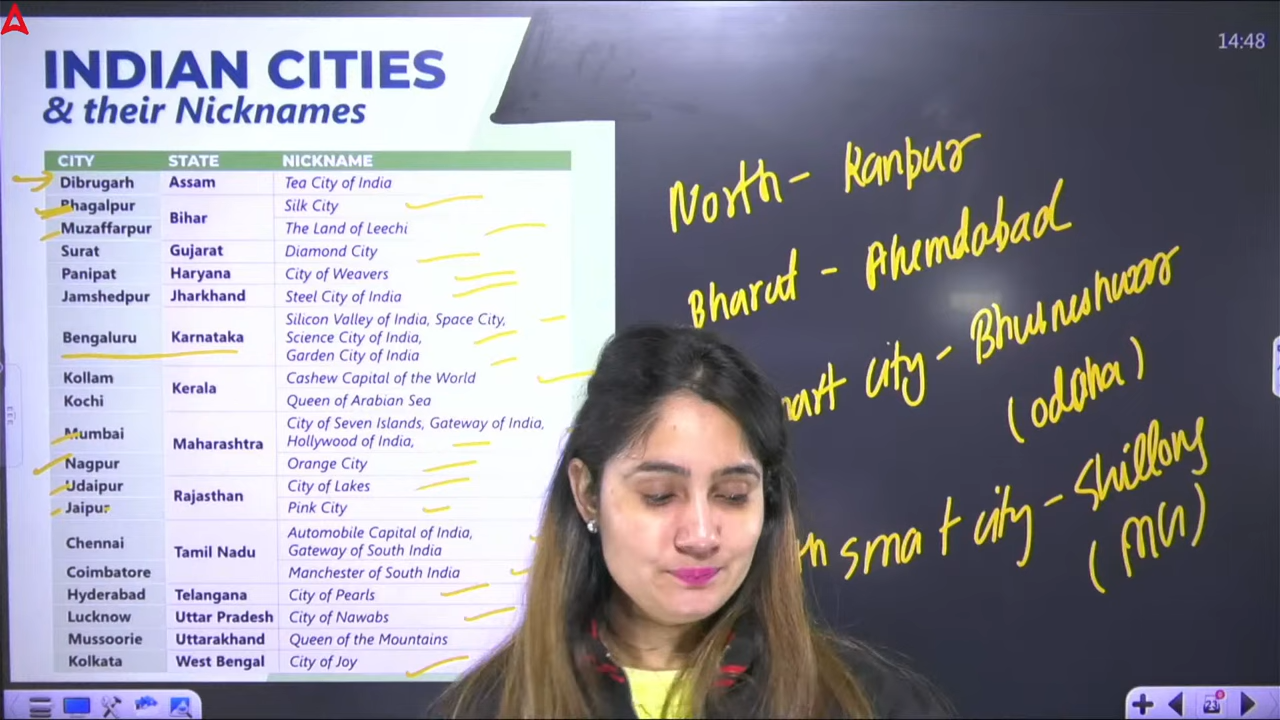 14:48
INDIAN CITIES
& their Nicknames
CITY STATE NICKNAME
Dibrugarh Assam Tea City of India
Bhagalpur Silk City
Bihar
Muzaffarpur The Land of Leechi
Surat Gujarat Diamond City
Panipat Haryana City of Weavers
Jamshedpur Jharkhand Steel City of India
Bengaluru Karnataka Silicon Valley of India, Space City,
Science City of India,
Garden City of India
Kollam Cashew Capital of the World
Kerala
Kochi Queen of Arabian Sea
Mumbai City of Seven Islands, Gateway of India,
Hollywood of India,
Maharashtra
Nagpur Orange City
Udaipur City of Lakes
Rajasthan
Jaipur Pink City
Chennai Automobile Capital of India,
Gateway of South India
Tamil Nadu
Coimbatore Manchester of South India
Hyderabad Telangana City of Pearls
Lucknow Uttar Pradesh City of Nawabs
Mussoorie Uttarakhand Queen of the Mountains
Kolkata West Bengal City of Joy
North - Kanpur
Bharat - Ahemdabad
city - Bhubneshwar
(odisha)
smart city - Shillong
23